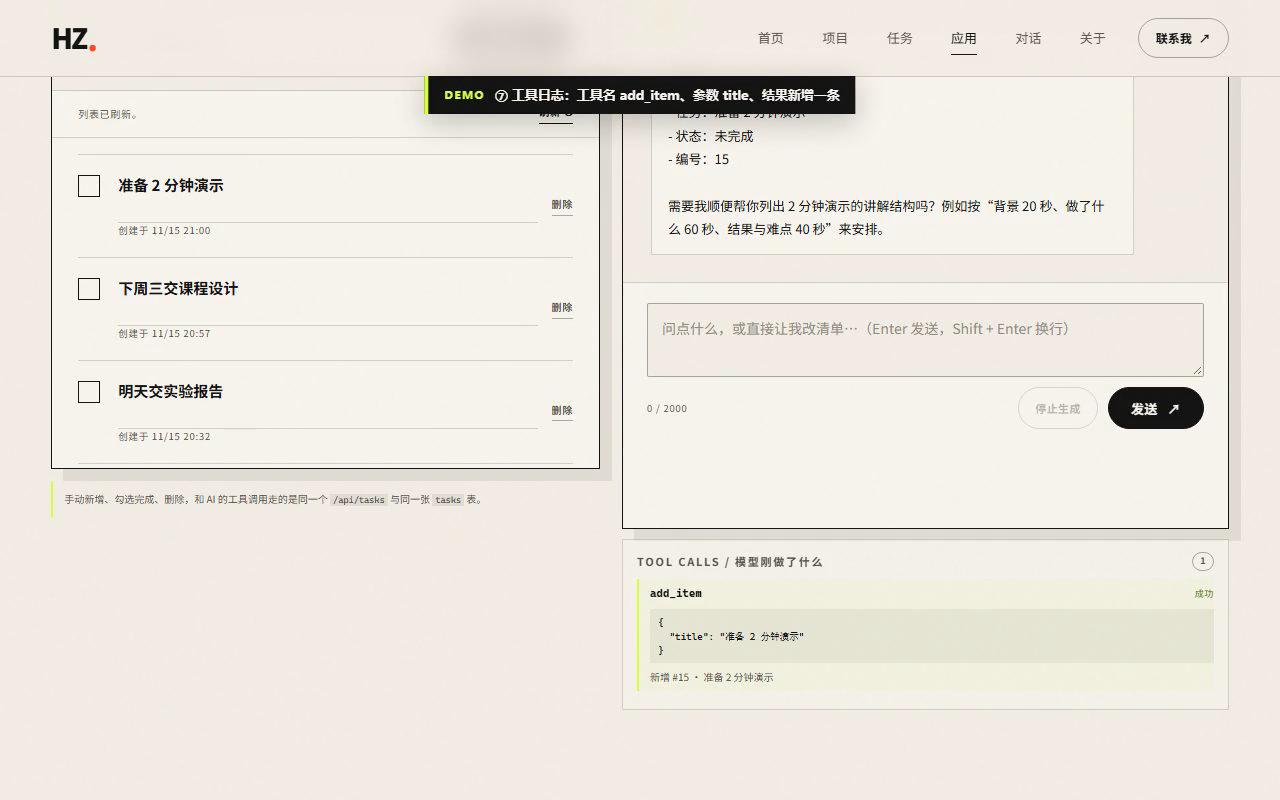 HZ.
首页
项目
任务
应用
对话
关于
联系我 ↗
DEMO ⑦ 工具日志：工具名 add_item、参数 title、结果新增一条
列表已刷新。
准备 2 分钟演示
删除
创建于 11/15 21:00
下周三交课程设计
删除
创建于 11/15 20:57
明天交实验报告
删除
创建于 11/15 20:32
手动新增、勾选完成、删除，和 AI 的工具调用走的是同一个 /api/tasks 与同一张 tasks 表。
- 状态：未完成
- 编号：15
需要我顺便帮你列出 2 分钟演示的讲解结构吗？例如按“背景 20 秒、做了什
么 60 秒、结果与难点 40 秒”来安排。
问点什么，或直接让我改清单…（Enter 发送，Shift + Enter 换行）
0 / 2000
停止生成
发送 ↗
TOOL CALLS / 模型刚做了什么
1
add_item
成功
{
"title": "准备 2 分钟演示"
}
新增 #15 · 准备 2 分钟演示